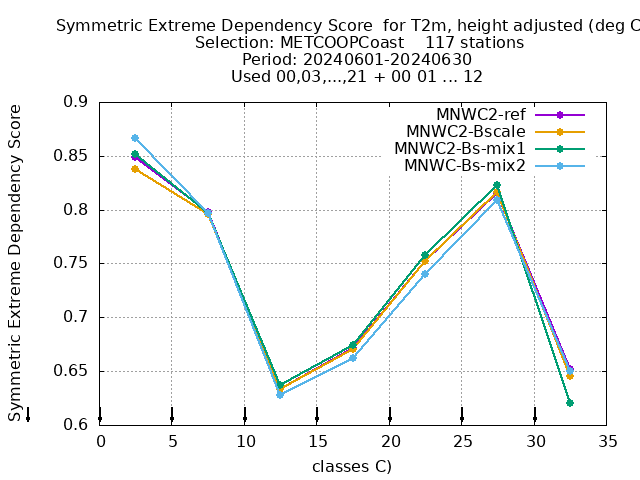 Symmetric Extreme Dependency Score for T2m, height adjusted (deg C
Selection: METCOOPCoast 117 stations
Period: 20240601-20240630
Used 00,03,...,21 + 00 01 ... 12
Symmetric Extreme Dependency Score
0.9
0.85
0.8
0.75
0.7
0.65
0.6
MNWC2-ref
MNWC2-Bscale
MNWC2-Bs-mix1
MNWC-Bs-mix2
0 5 10 15 20 25 30 35
classes C)